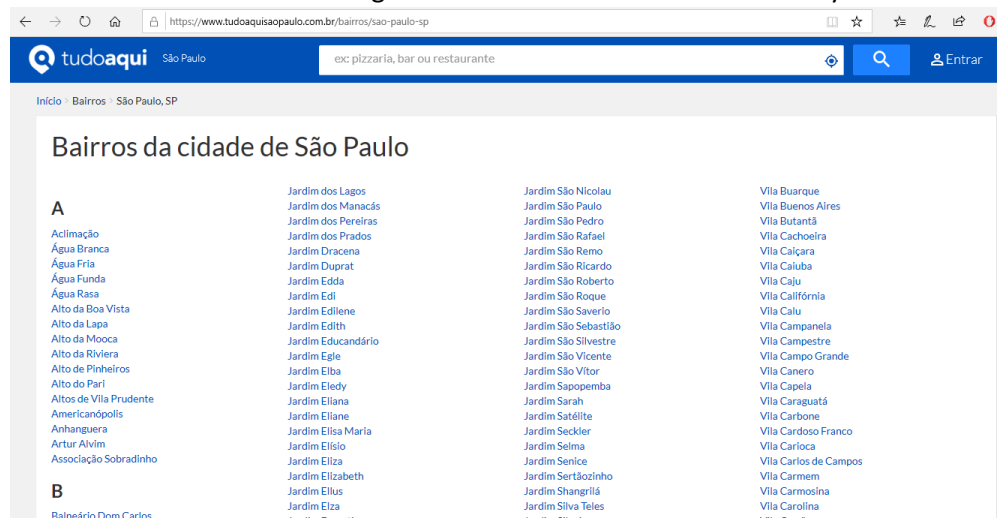 https://www.tudoaquisaopaulo.com.br/bairros/sao-paulo-sp
tudoaqui São Paulo
ex: pizzaria, bar ou restaurante
Entrar
Início > Bairros > São Paulo, SP
Bairros da cidade de São Paulo
A
Aclimação
Água Branca
Água Fria
Água Funda
Água Rasa
Alto da Boa Vista
Alto da Lapa
Alto da Mooca
Alto da Riviera
Alto de Pinheiros
Alto do Pari
Altos de Vila Prudente
Americanópolis
Anhanguera
Artur Alvim
Associação Sobradinho
B
Balneário Dom Carlos
Jardim dos Lagos
Jardim dos Manacás
Jardim dos Pereiras
Jardim dos Prados
Jardim Dracena
Jardim Duprat
Jardim Edda
Jardim Edi
Jardim Edilene
Jardim Edith
Jardim Educandário
Jardim Egle
Jardim Elba
Jardim Eledy
Jardim Eliana
Jardim Eliane
Jardim Elisa Maria
Jardim Elísio
Jardim Eliza
Jardim Elizabeth
Jardim Ellus
Jardim Elza
Jardim São Nicolau
Jardim São Paulo
Jardim São Pedro
Jardim São Rafael
Jardim São Remo
Jardim São Ricardo
Jardim São Roberto
Jardim São Roque
Jardim São Saverio
Jardim São Sebastião
Jardim São Silvestre
Jardim São Vicente
Jardim São Vítor
Jardim Sapopemba
Jardim Sarah
Jardim Satélite
Jardim Seckler
Jardim Selma
Jardim Senice
Jardim Sertãozinho
Jardim Shangrilá
Jardim Silva Teles
Vila Buarque
Vila Buenos Aires
Vila Butantã
Vila Cachoeira
Vila Caiçara
Vila Caiuba
Vila Caju
Vila Califórnia
Vila Calu
Vila Campanela
Vila Campestre
Vila Campo Grande
Vila Canero
Vila Capela
Vila Caraguatá
Vila Carbone
Vila Cardoso Franco
Vila Carioca
Vila Carlos de Campos
Vila Carmem
Vila Carmosina
Vila Carolina